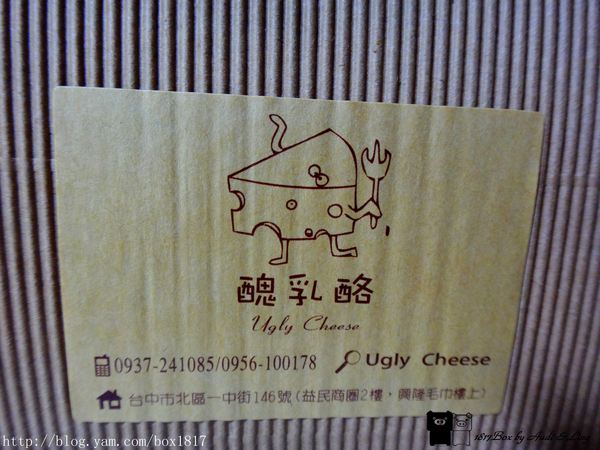 醜乳酪
Ugly Cheese
0937-241085/0956-100178 Ugly Cheese
台中市北區一中街146號(益民商圈2樓，興隆毛巾樓上)
http://blog.yam.com/box1817
1817Box by